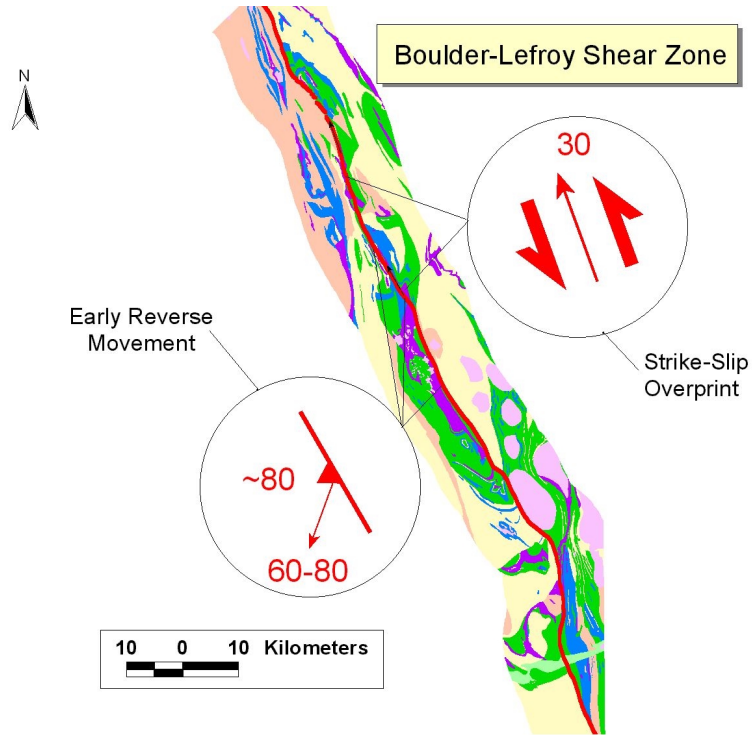 Boulder-Lefroy Shear Zone
N
30
Early Reverse
Movement
Strike-Slip
Overprint
~80
60-80
10 0 10 Kilometers